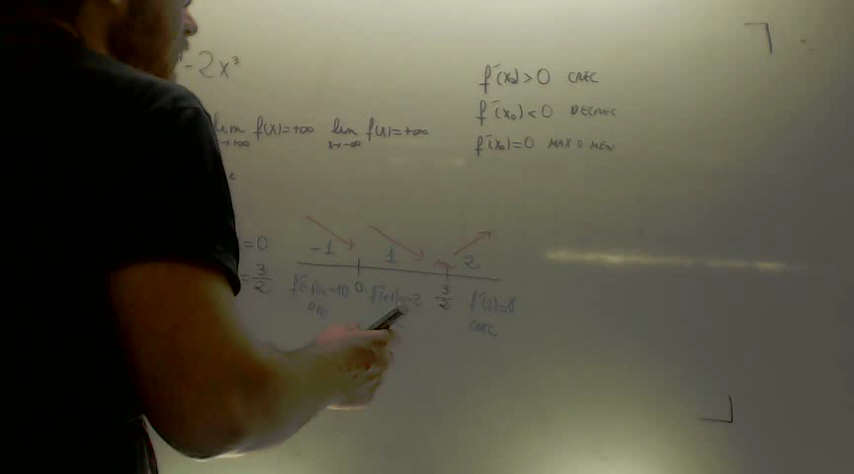 -2x³
f'(x₀)>0 CREC
f'(x₀)<0 DECREC
f'(x₀)=0 MAX O MIN
lim f(x)=+∞ lim f(x)=+∞
x→+∞ x→-∞
=0
-1 1 2
=3/2
0 3/2
f'(-1)=-10 f'(1)=-2 f'(2)=8
DEC CREC